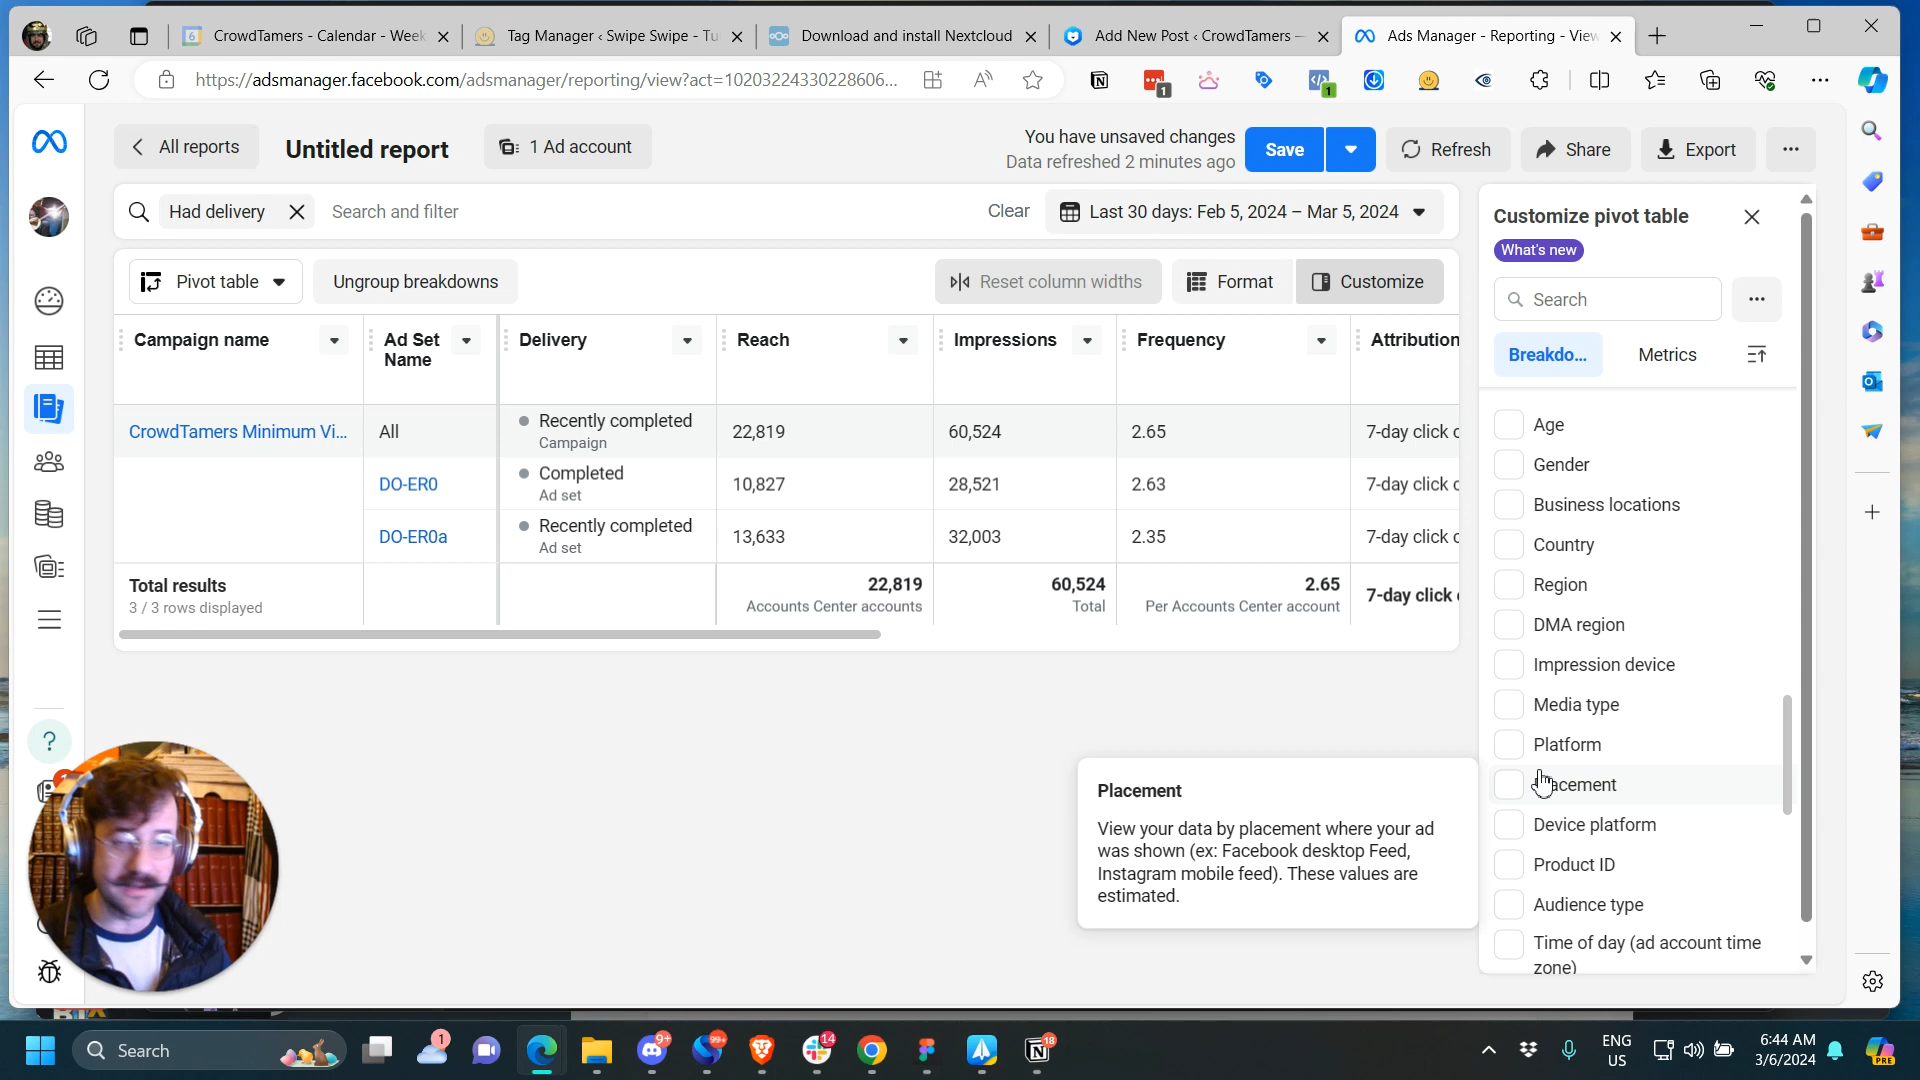 CrowdTamers - Calendar - Week
Tag Manager ‹ Swipe Swipe - Tu
Download and install Nextcloud
Add New Post ‹ CrowdTamers —
Ads Manager - Reporting - View
https://adsmanager.facebook.com/adsmanager/reporting/view?act=10203224330228606...
1
1
All reports
Untitled report
1 Ad account
You have unsaved changes
Data refreshed 2 minutes ago
Save
Refresh
Share
Export
Had delivery
Search and filter
Clear
Last 30 days: Feb 5, 2024 – Mar 5, 2024
Pivot table
Ungroup breakdowns
Reset column widths
Format
Customize
Campaign name
Ad Set
Name
Delivery
Reach
Impressions
Frequency
Attribution
CrowdTamers Minimum Vi...
All
Recently completed
Campaign
22,819
60,524
2.65
7-day click c
DO-ER0
Completed
Ad set
10,827
28,521
2.63
7-day click c
DO-ER0a
Recently completed
Ad set
13,633
32,003
2.35
7-day click c
Total results
3 / 3 rows displayed
22,819
Accounts Center accounts
60,524
Total
2.65
Per Accounts Center account
7-day click
Customize pivot table
What's new
Search
Breakdo...
Metrics
Age
Gender
Business locations
Country
Region
DMA region
Impression device
Media type
Platform
Device platform
Product ID
Audience type
Time of day (ad account time
zone)
Placement
View your data by placement where your ad
was shown (ex: Facebook desktop Feed,
Instagram mobile feed). These values are
estimated.
Search
1
9+
99+
14
18
ENG
US
6:44 AM
3/6/2024
PRE